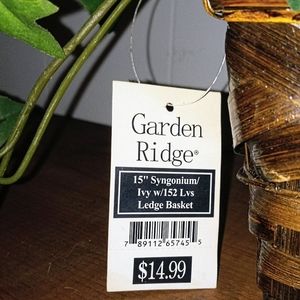 Garden
Ridge®
15" Syngonium/
Ivy w/152 Lvs
Ledge Basket
7 89112 65745 5
$14.99